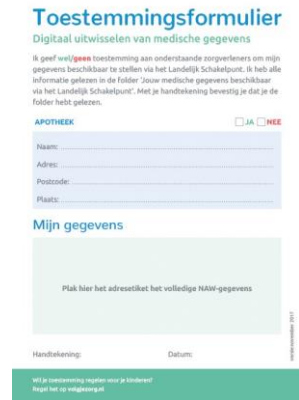 Toestemmingsformulier
Digitaal uitwisselen van medische gegevens
Ik geef wel/geen toestemming aan onderstaande zorgverleners om mijn
gegevens beschikbaar te stellen via het Landelijk Schakelpunt. Ik heb alle
informatie gelezen in de folder 'Jouw medische gegevens beschikbaar
via het Landelijk Schakelpunt'. Met je handtekening bevestig je dat je de
folder hebt gelezen.
APOTHEEK JA NEE
Naam:
Adres:
Postcode:
Plaats:
Mijn gegevens
Plak hier het adresetiket het volledige NAW-gegevens
Handtekening: Datum:
Wil je toestemming regelen voor je kinderen?
Regel het op volgjezorg.nl